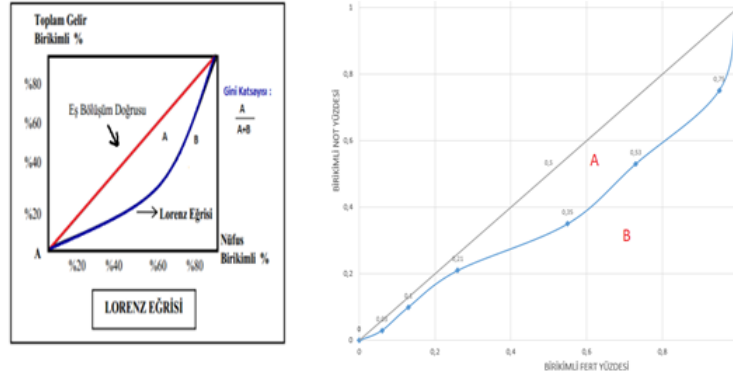 Toplam Gelir
Birikimli %
%80
%60
%40
%20
Eş Bölüşüm Doğrusu
A
B
Lorenz Eğrisi
Gini Katsayısı :
A
A+B
A
%20
%40
%60
%80
Nüfus
Birikimli %
LORENZ EĞRİSİ
BİRİKİMLİ NOT YÜZDESİ
1
0,8
0,6
0,4
0,2
0
0
0,03
0,1
0,21
0,35
0,53
0,75
0,5
A
B
0
0,2
0,4
0,6
0,8
BİRİKİMLİ FERT YÜZDESİ